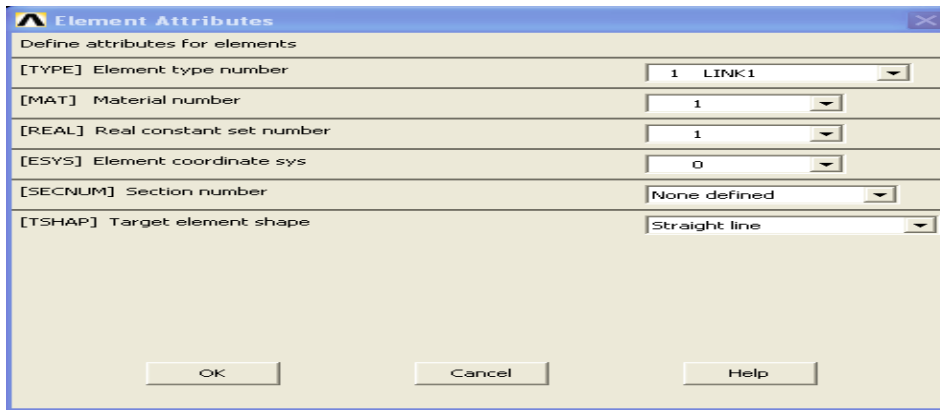 Element Attributes
Define attributes for elements
[TYPE] Element type number 1 LINK1
[MAT] Material number 1
[REAL] Real constant set number 1
[ESYS] Element coordinate sys 0
[SECNUM] Section number None defined
[TSHAP] Target element shape Straight line
OK Cancel Help